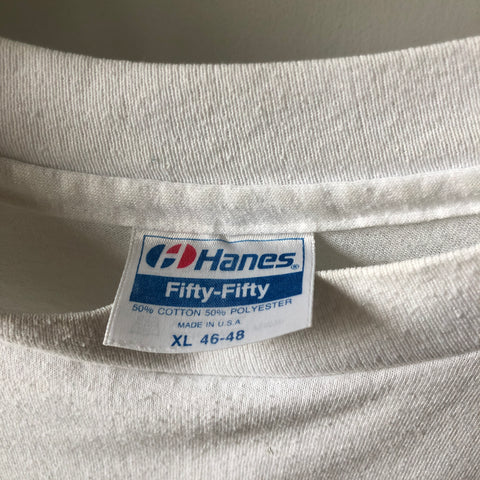 Hanes®
Fifty-Fifty
50% COTTON 50% POLYESTER
MADE IN U.S.A.
XL 46-48